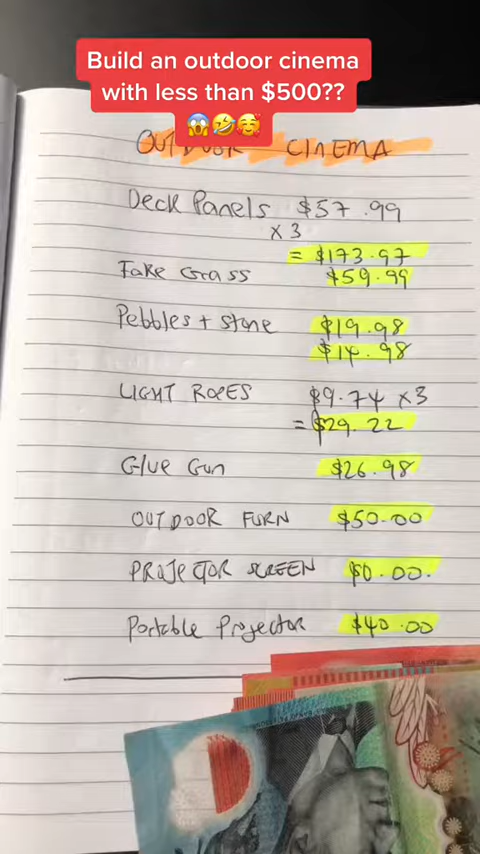 Build an outdoor cinema
with less than $500??
😱🤣🥰
OUTDOOR CINEMA
Deck Panels $57.99
x 3
= $173.97
Fake Grass $59.99
Pebbles + Stone $19.98
$14.98
LIGHT ROPES $9.74 x3
= $29.22
Glue Gun $26.98
OUTDOOR FURN $50.00
PROJECTOR SCREEN $0.00.
Portable Projector $40.00